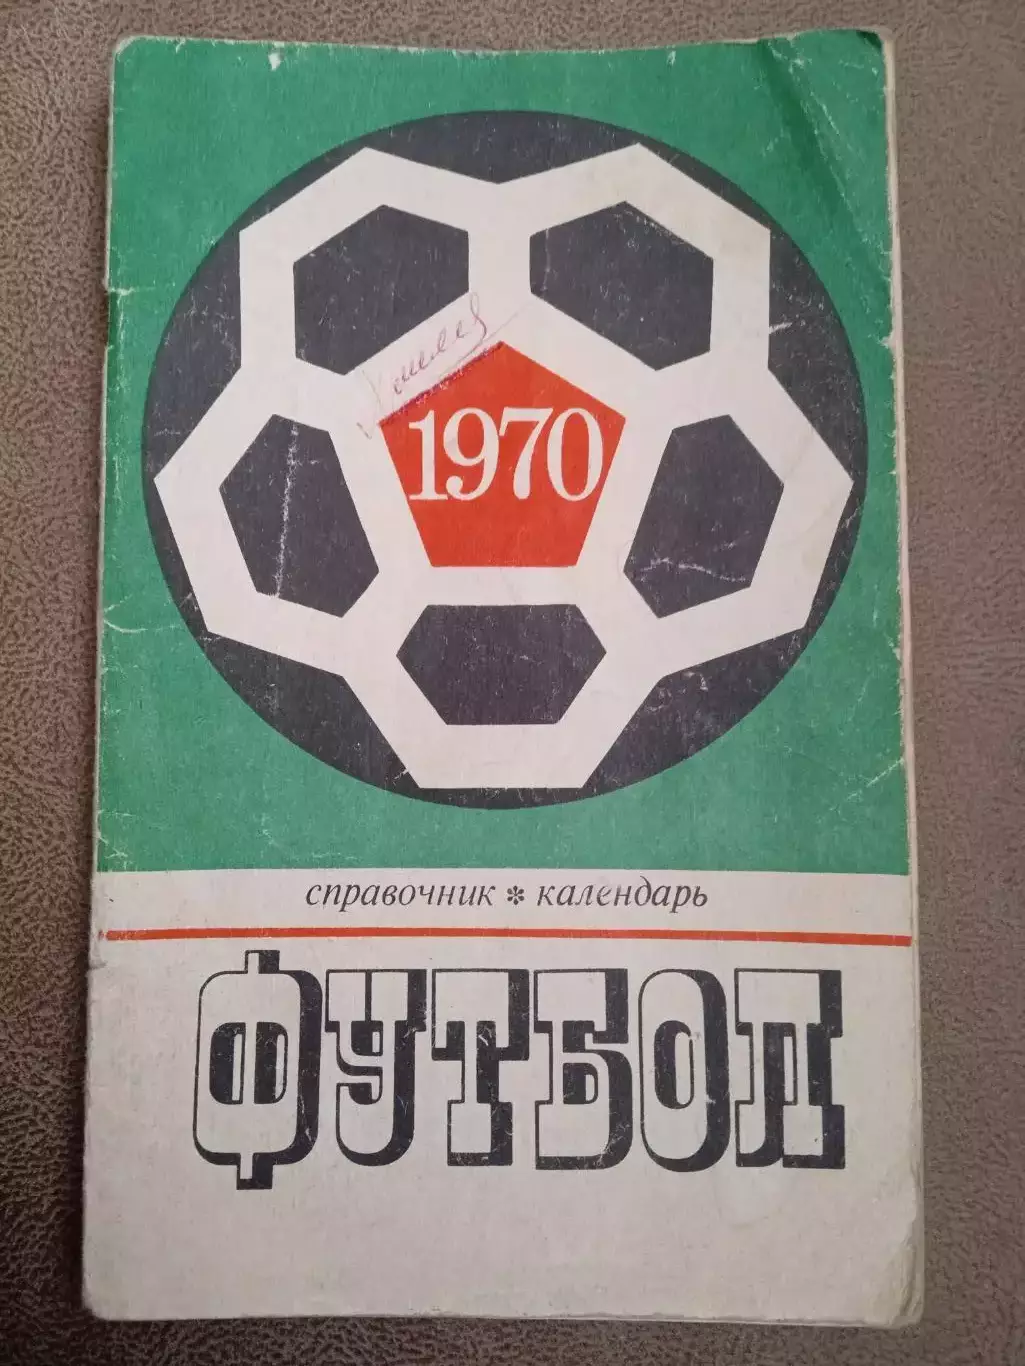 1970
справочник * календарь
ФУТБОЛ